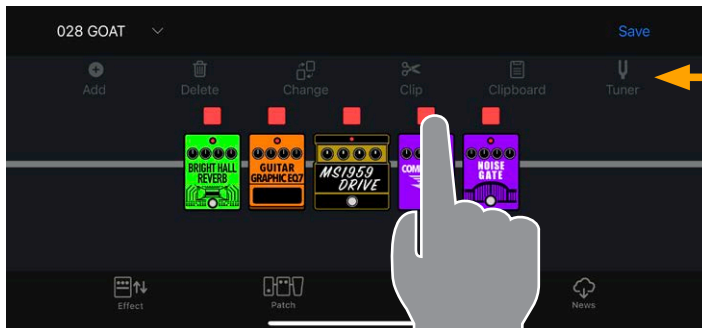 028 GOAT
Save
Add
Delete
Change
Clip
Clipboard
Tuner
BRIGHT HALL
REVERB
GUITAR
GRAPHIC EQ7
MS1959
DRIVE
NOISE
GATE
Effect
Patch
News